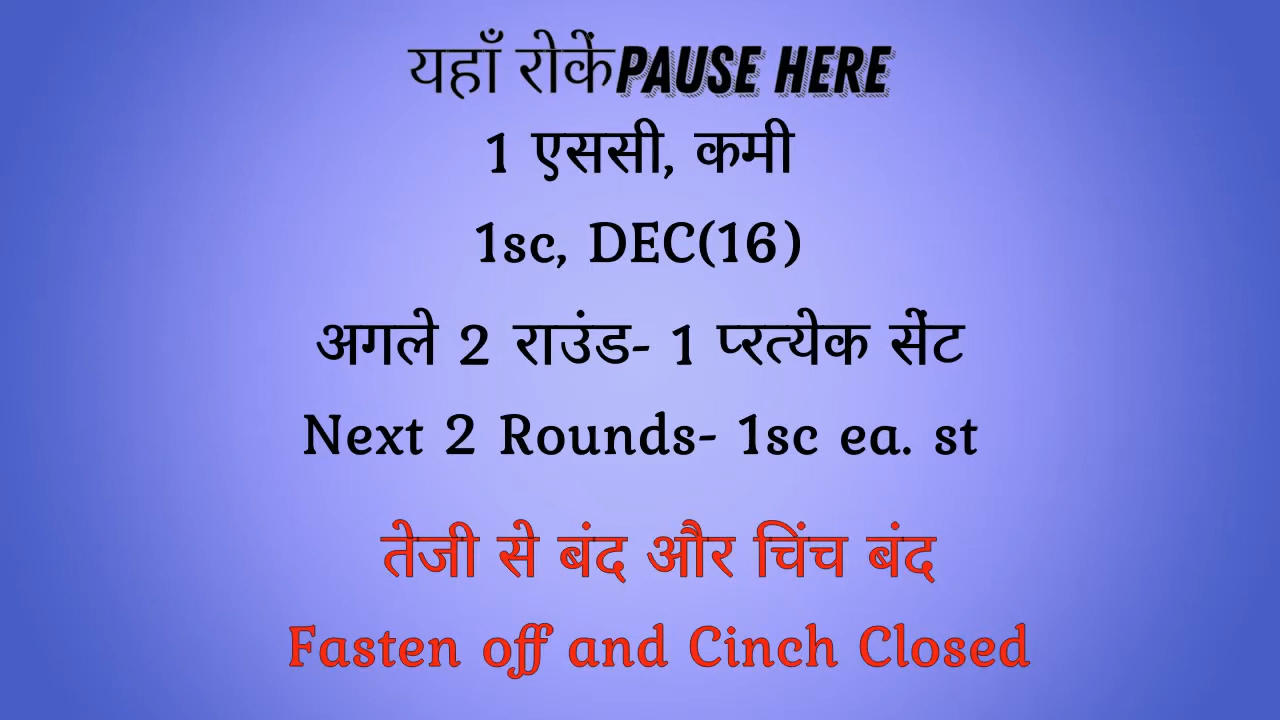 यहाँ रोकेंPAUSE HERE
1 एससी, कमी
1sc, DEC(16)
अगले 2 राउंड- 1 प्रत्येक सेंट
Next 2 Rounds- 1sc ea. st
तेजी से बंद और चिंच बंद
Fasten off and Cinch Closed